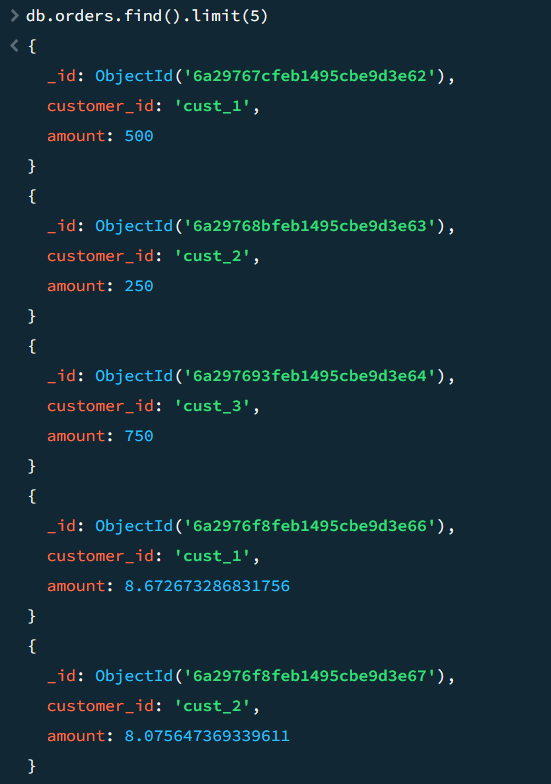 db.orders.find().limit(5)
{
_id: ObjectId('6a29767cfeb1495cbe9d3e62'),
customer_id: 'cust_1',
amount: 500
}
{
_id: ObjectId('6a29768bfeb1495cbe9d3e63'),
customer_id: 'cust_2',
amount: 250
}
{
_id: ObjectId('6a297693feb1495cbe9d3e64'),
customer_id: 'cust_3',
amount: 750
}
{
_id: ObjectId('6a2976f8feb1495cbe9d3e66'),
customer_id: 'cust_1',
amount: 8.672673286831756
}
{
_id: ObjectId('6a2976f8feb1495cbe9d3e67'),
customer_id: 'cust_2',
amount: 8.075647369339611
}